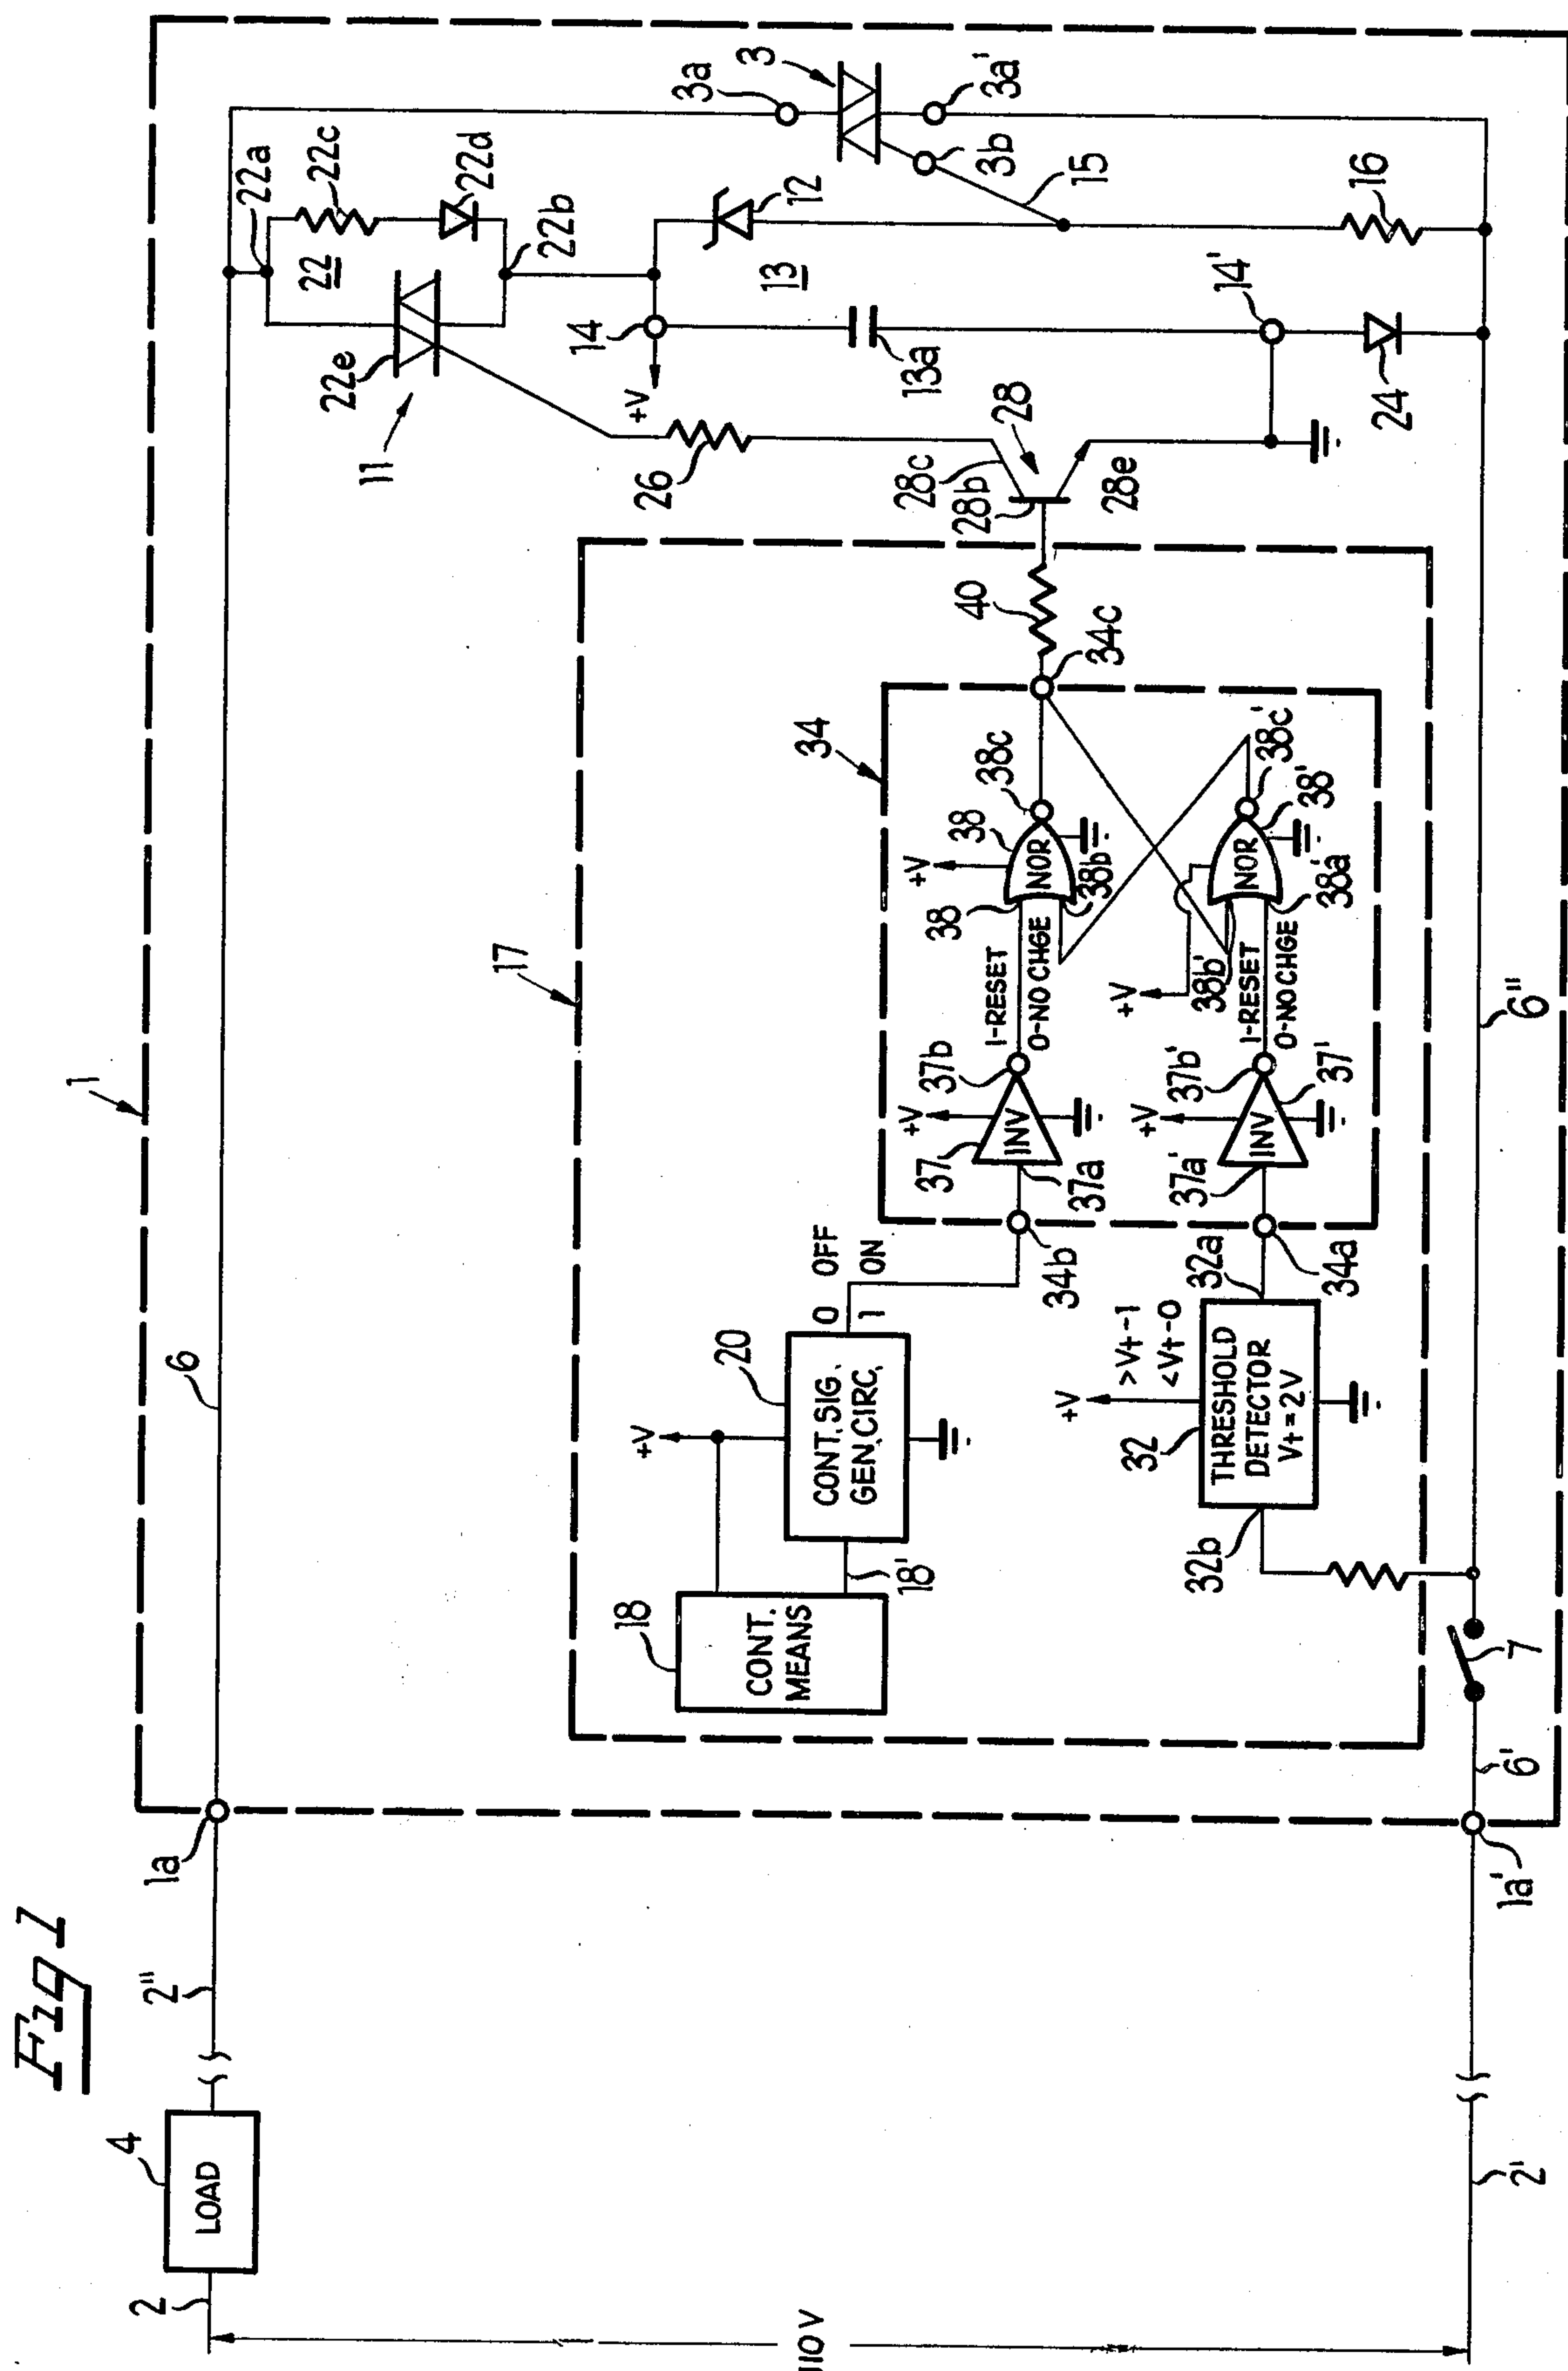 Fig 1
1
3a
3
3a'
3b
15
22a
22c
22
22d
22b
22e
11
12
13
14
+V
13a
14'
16
24
26
28
28c
28b
28e
6
17
40
34
34c
38c
38
+V
NOR
38
38b
38c'
38'
NOR
38a'
38b'
+V
1-RESET
0-NO CHGE
1-RESET
0-NO CHGE
37b
+V
INV
37
37a
37b'
+V
INV
37'
37a'
34b
34a
OFF
ON
0
1
20
+V
CONT. SIG.
GEN. CIRC.
18
CONT.
MEANS
18'
32a
>Vt-1
<Vt-0
+V
32
THRESHOLD
DETECTOR
Vt=2V
32b
6"
7
6'
1a
1a'
2"
4
LOAD
2
2'
110V